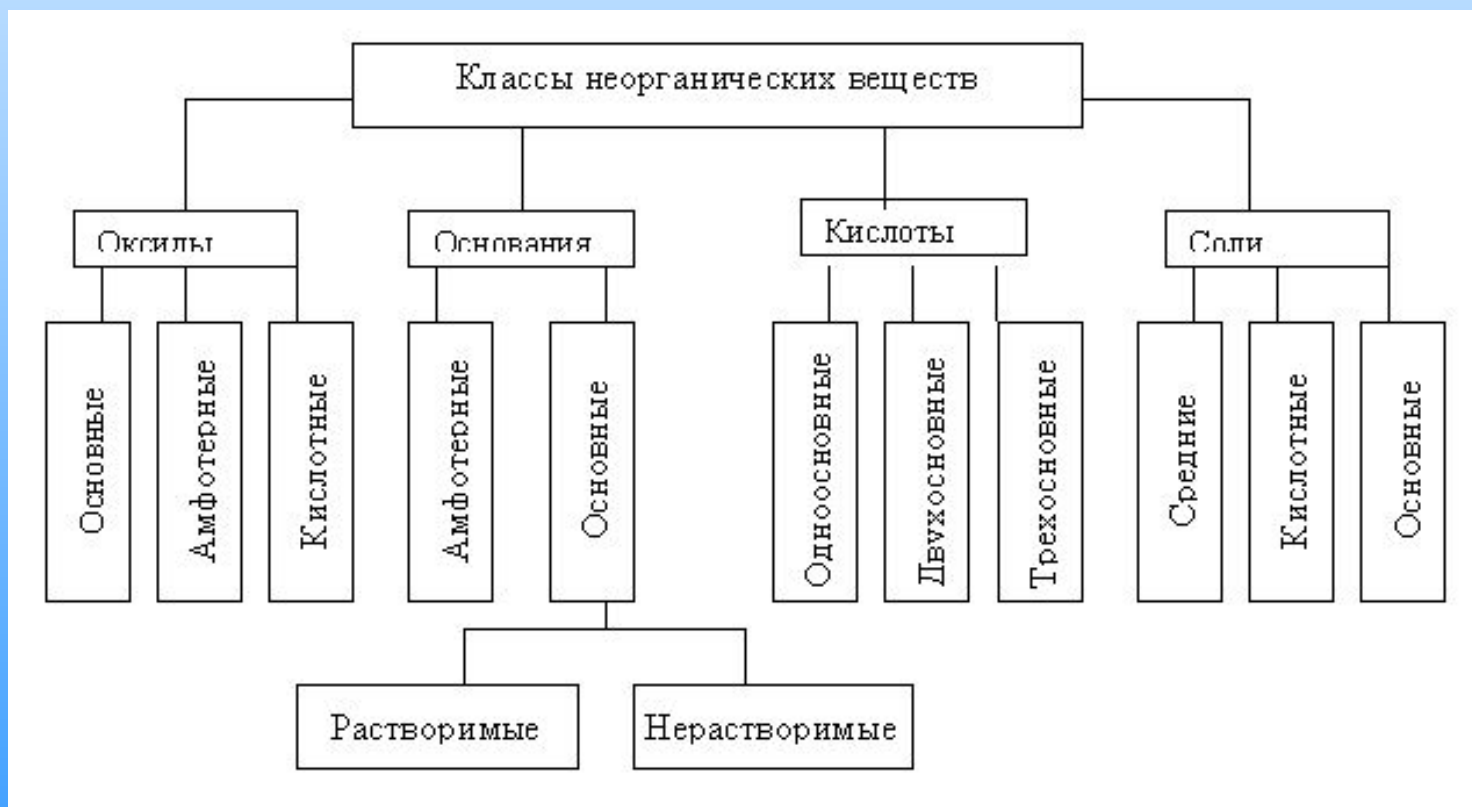 Классы неорганических веществ
Оксиды
Основания
Кислоты
Соли
Основные
Амфотерные
Кислотные
Амфотерные
Основные
Одноосновные
Двухосновные
Трехосновные
Средние
Кислотные
Основные
Растворимые
Нерастворимые